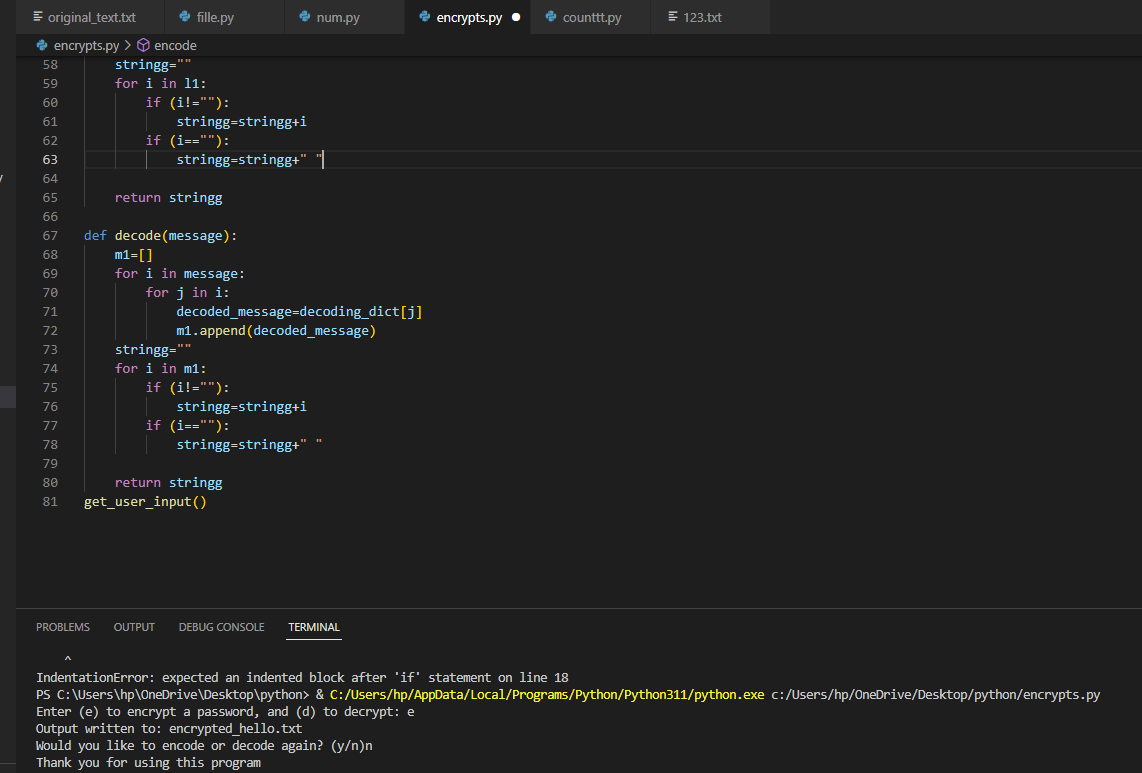 original_text.txt fille.py num.py encrypts.py counttt.py 123.txt
encrypts.py > encode
58 stringg=""
59 for i in l1:
60 if (i!=""):
61 stringg=stringg+i
62 if (i==""):
63 stringg=stringg+" "
64
65 return stringg
66
67 def decode(message):
68 m1=[]
69 for i in message:
70 for j in i:
71 decoded_message=decoding_dict[j]
72 m1.append(decoded_message)
73 stringg=""
74 for i in m1:
75 if (i!=""):
76 stringg=stringg+i
77 if (i==""):
78 stringg=stringg+" "
79
80 return stringg
81 get_user_input()
PROBLEMS OUTPUT DEBUG CONSOLE TERMINAL
^
IndentationError: expected an indented block after 'if' statement on line 18
PS C:\Users\hp\OneDrive\Desktop\python> & C:/Users/hp/AppData/Local/Programs/Python/Python311/python.exe c:/Users/hp/OneDrive/Desktop/python/encrypts.py
Enter (e) to encrypt a password, and (d) to decrypt: e
Output written to: encrypted_hello.txt
Would you like to encode or decode again? (y/n)n
Thank you for using this program